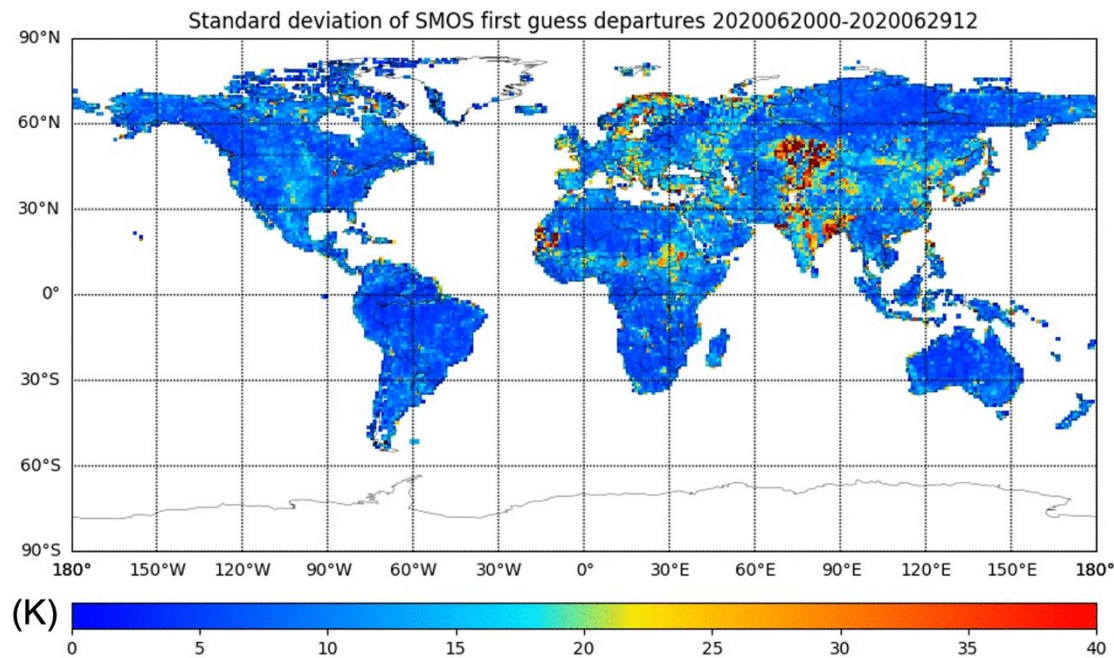 Standard deviation of SMOS first guess departures 2020062000-2020062912
90°N
60°N
30°N
0°
30°S
60°S
90°S
180° 150°W 120°W 90°W 60°W 30°W 0° 30°E 60°E 90°E 120°E 150°E 180°
(K)
0 5 10 15 20 25 30 35 40